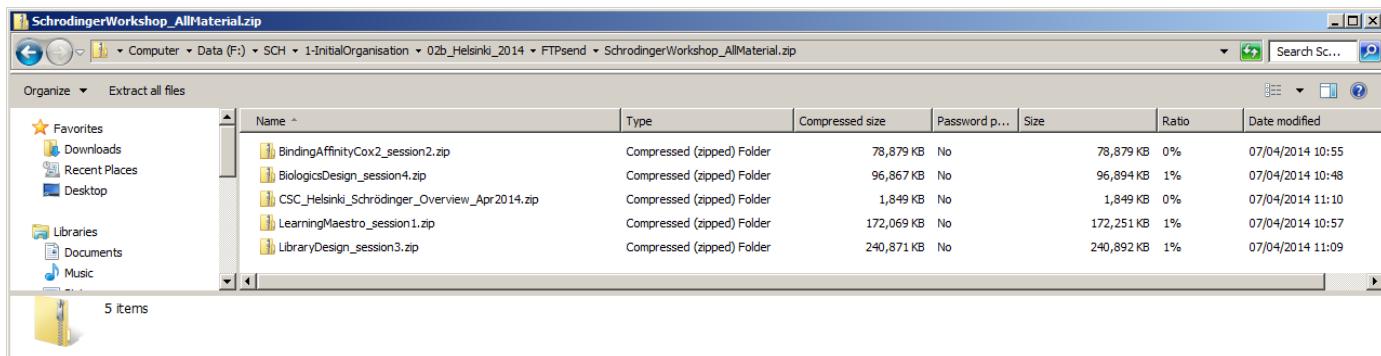 SchrodingerWorkshop_AllMaterial.zip
Computer Data (F:) SCH 1-InitialOrganisation 02b_Helsinki_2014 FTPsend SchrodingerWorkshop_AllMaterial.zip Search Sc...
Organize Extract all files
Favorites
Downloads
Recent Places
Desktop
Libraries
Documents
Music
Name Type Compressed size Password p... Size Ratio Date modified
BindingAffinityCox2_session2.zip Compressed (zipped) Folder 78,879 KB No 78,879 KB 0% 07/04/2014 10:55
BiologicsDesign_session4.zip Compressed (zipped) Folder 96,867 KB No 96,894 KB 1% 07/04/2014 10:48
CSC_Helsinki_Schrödinger_Overview_Apr2014.zip Compressed (zipped) Folder 1,849 KB No 1,849 KB 0% 07/04/2014 11:10
LearningMaestro_session1.zip Compressed (zipped) Folder 172,069 KB No 172,251 KB 1% 07/04/2014 10:57
LibraryDesign_session3.zip Compressed (zipped) Folder 240,871 KB No 240,892 KB 1% 07/04/2014 11:09
5 items